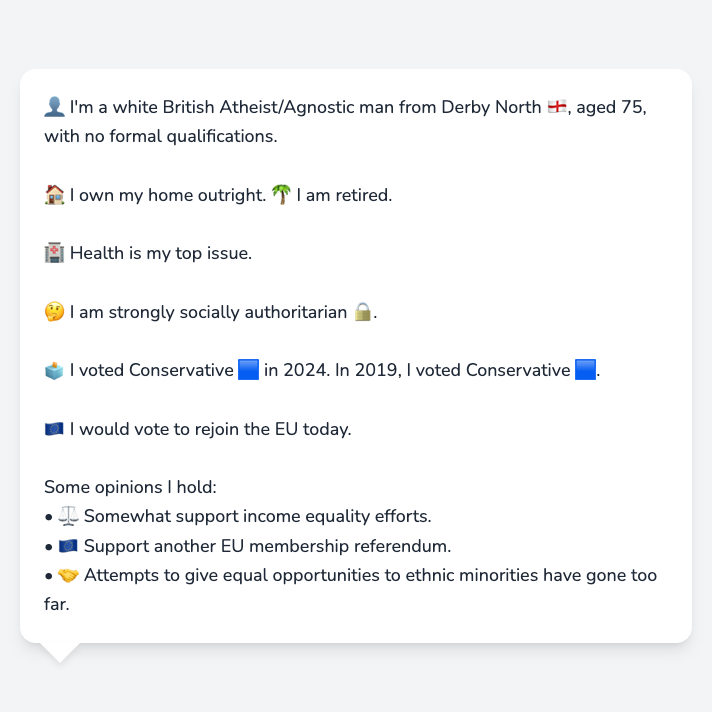 👤 I'm a white British Atheist/Agnostic man from Derby North 🏴󠁧󠁢󠁥󠁮󠁧󠁿, aged 75,
with no formal qualifications.
🏠 I own my home outright. 🌴 I am retired.
🏥 Health is my top issue.
🤔 I am strongly socially authoritarian 🔒.
🗳️ I voted Conservative 🟦 in 2024. In 2019, I voted Conservative 🟦.
🇪🇺 I would vote to rejoin the EU today.
Some opinions I hold:
• ⚖️ Somewhat support income equality efforts.
• 🇪🇺 Support another EU membership referendum.
• 🤝 Attempts to give equal opportunities to ethnic minorities have gone too
far.